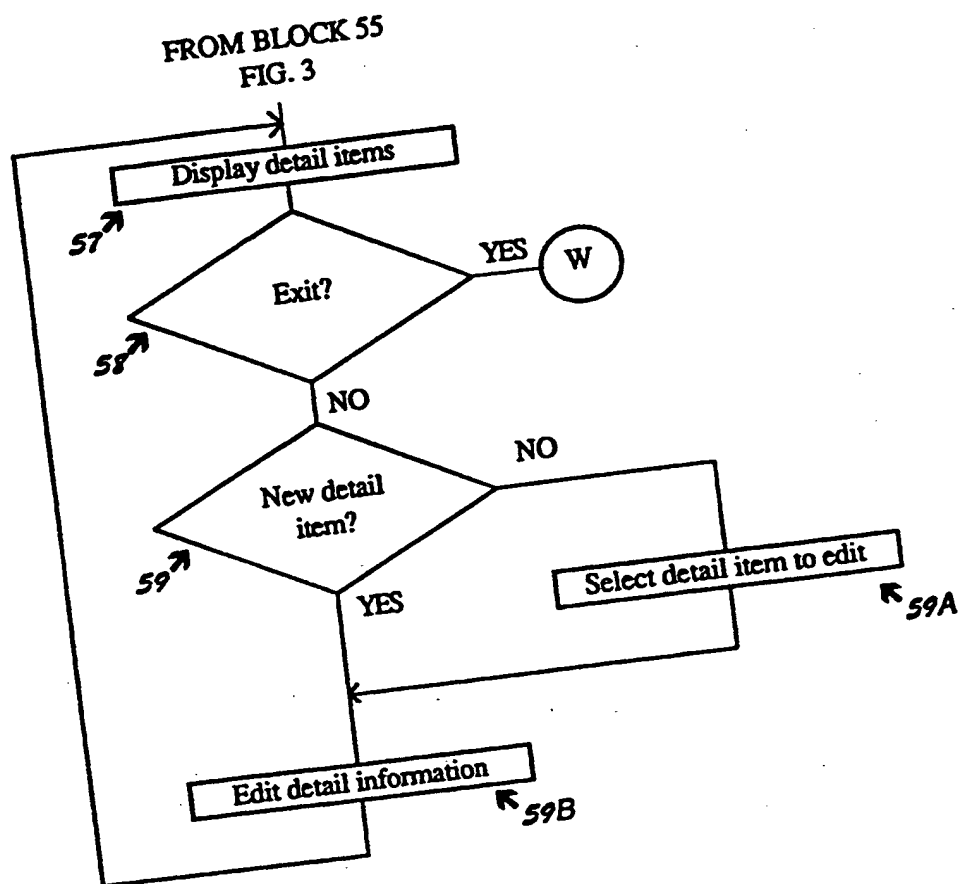 FROM BLOCK 55
FIG. 3
Display detail items
57
Exit?
YES
W
58
NO
New detail
item?
NO
59
YES
Select detail item to edit
59A
Edit detail information
59B